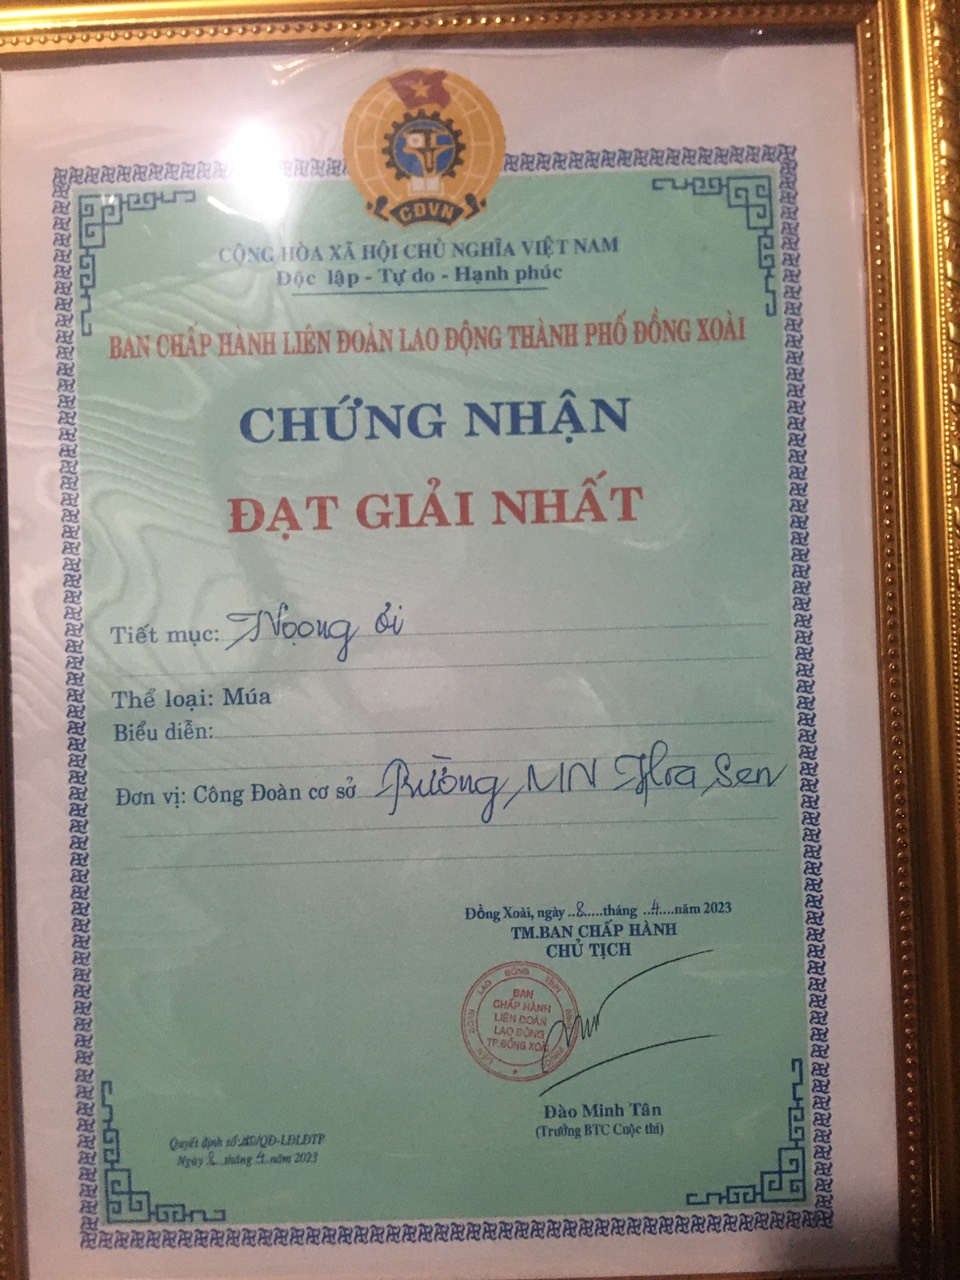 CĐVN
CỘNG HÒA XÃ HỘI CHỦ NGHĨA VIỆT NAM
Độc lập - Tự do - Hạnh phúc
BAN CHẤP HÀNH LIÊN ĐOÀN LAO ĐỘNG THÀNH PHỐ ĐỒNG XOÀI
CHỨNG NHẬN
ĐẠT GIẢI NHẤT
Tiết mục: Noọng ơi
Thể loại: Múa
Biểu diễn:
Đơn vị: Công Đoàn cơ sở Trường MN Hoa Sen
Đồng Xoài, ngày 8 tháng 4 năm 2023
TM.BAN CHẤP HÀNH
CHỦ TỊCH
BAN
CHẤP HÀNH
LIÊN ĐOÀN
LAO ĐỘNG
TP.ĐỒNG XOÀI
Đào Minh Tân
(Trưởng BTC Cuộc thi)
Quyết định số: /QĐ-LĐLĐTP
Ngày 8 tháng 4 năm 2023